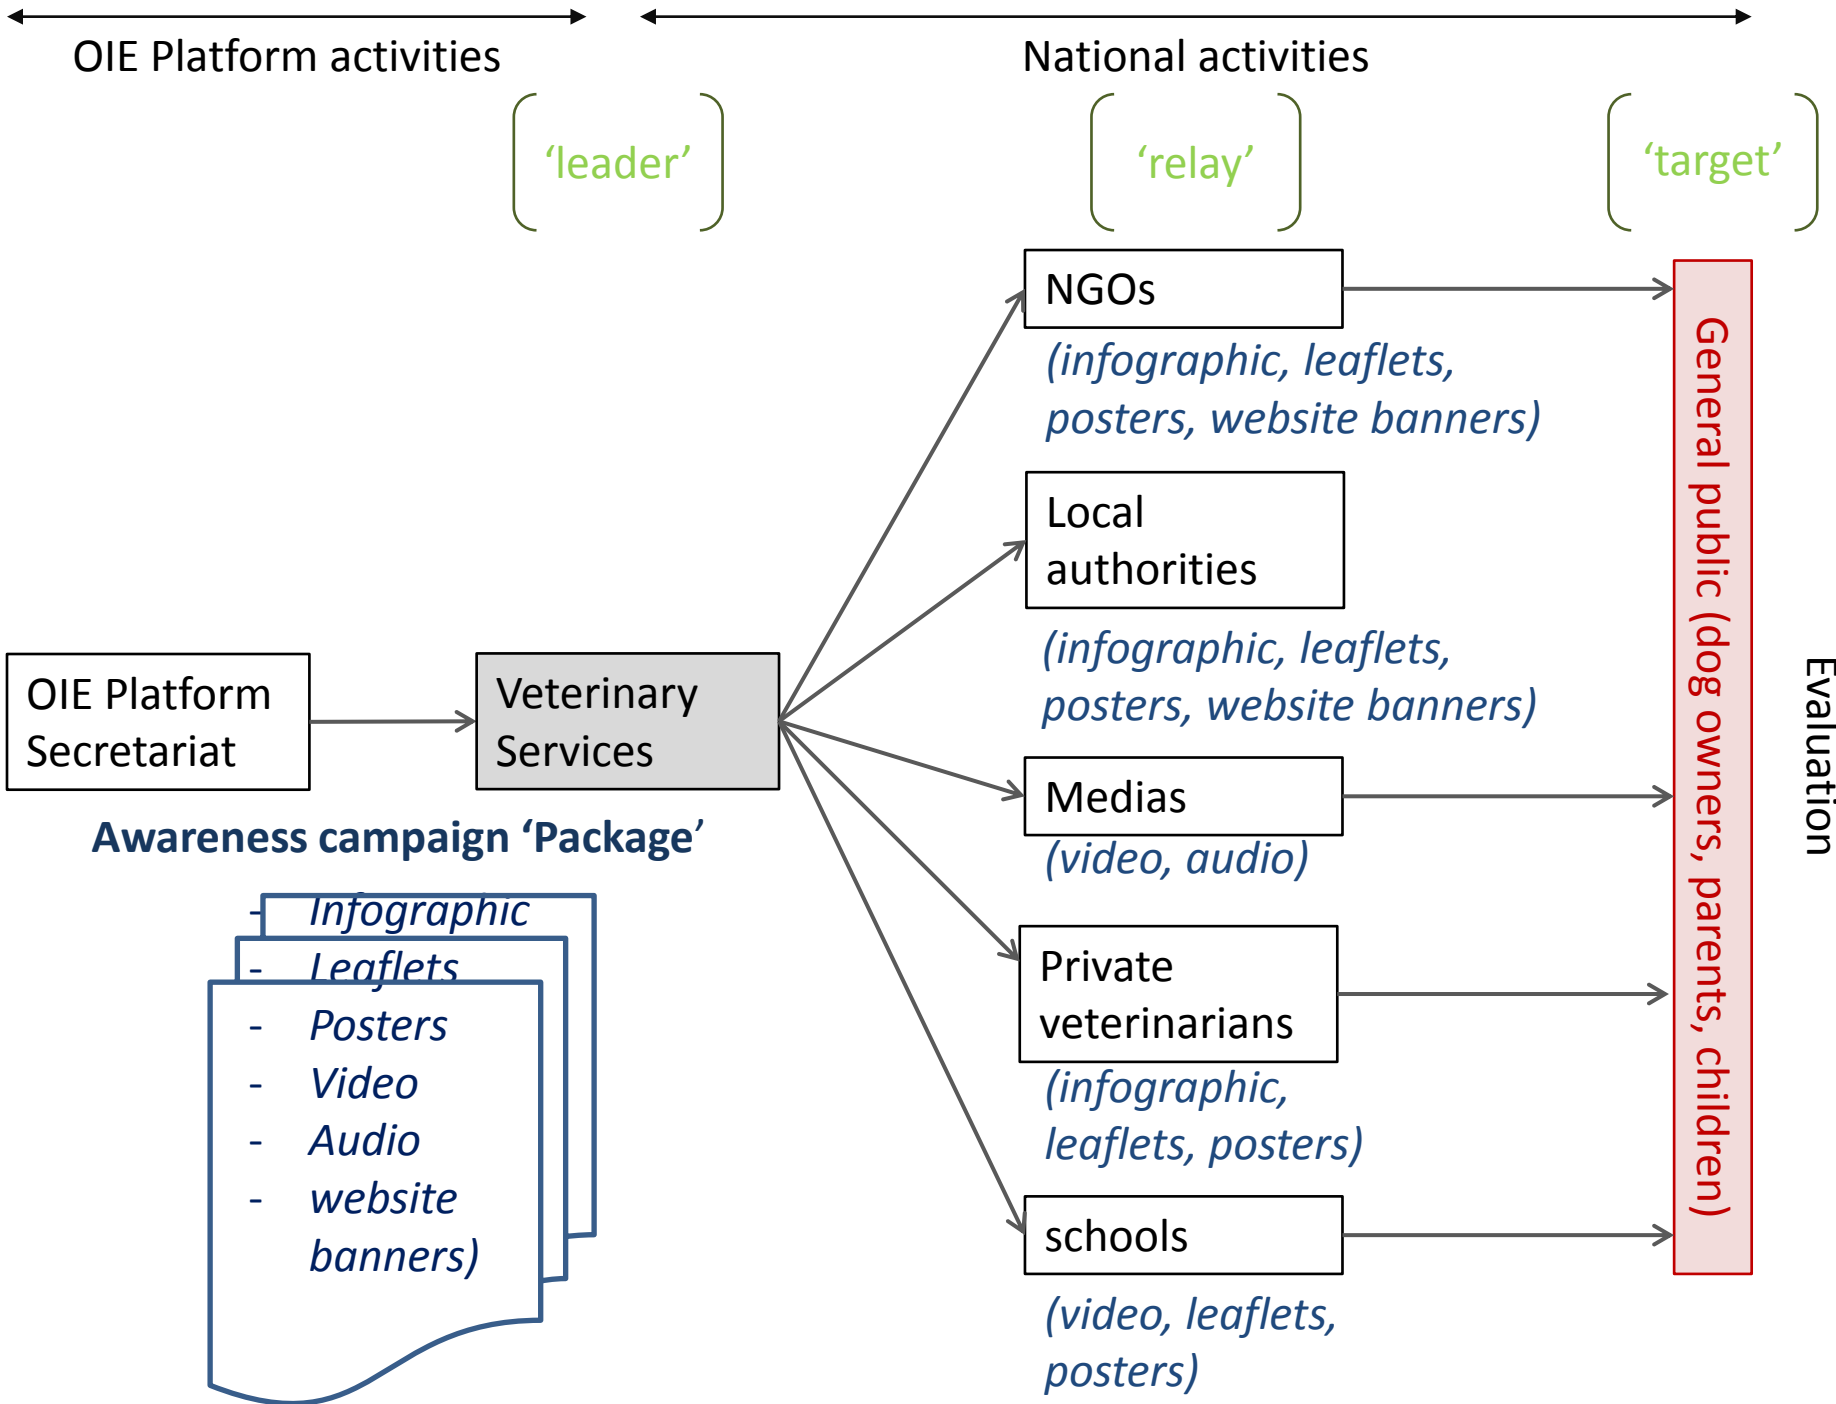 OIE Platform activities
National activities
‘leader’
‘relay’
‘target’
NGOs
(infographic, leaflets,
posters, website banners)
Local
authorities
(infographic, leaflets,
posters, website banners)
OIE Platform
Secretariat
Veterinary
Services
Medias
(video, audio)
Awareness campaign ‘Package’
- Infographic
- Leaflets
- Posters
- Video
- Audio
- website
banners)
Private
veterinarians
(infographic,
leaflets, posters)
schools
(video, leaflets,
posters)
General public (dog owners, parents, children)
Evaluation